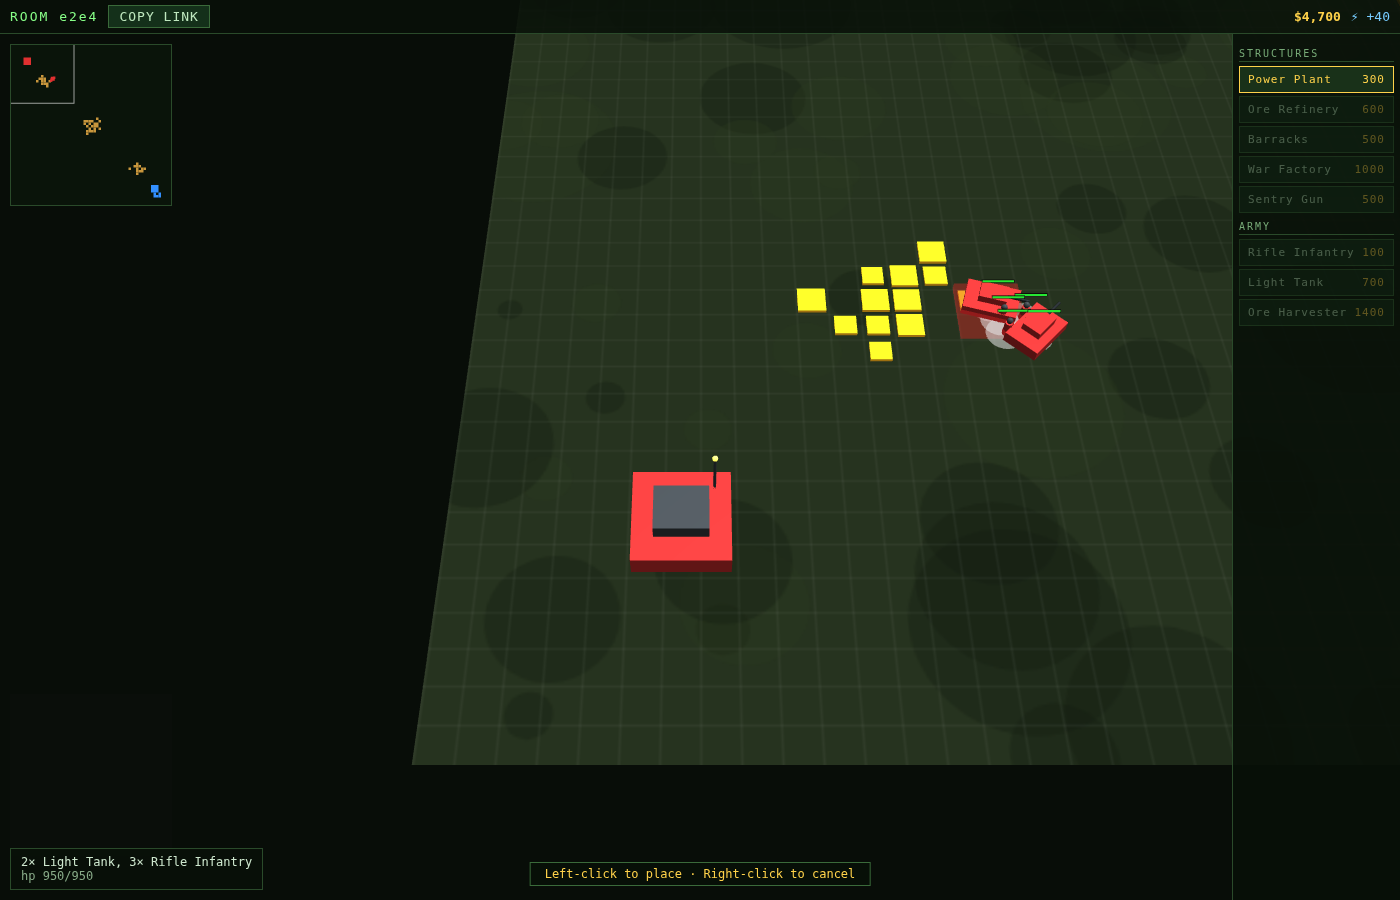 ROOM e2e4
COPY LINK
$4,700 ⚡ +40
STRUCTURES
Power Plant 300
Ore Refinery 600
Barracks 500
War Factory 1000
Sentry Gun 500
ARMY
Rifle Infantry 100
Light Tank 700
Ore Harvester 1400
2× Light Tank, 3× Rifle Infantry
hp 950/950
Left-click to place · Right-click to cancel